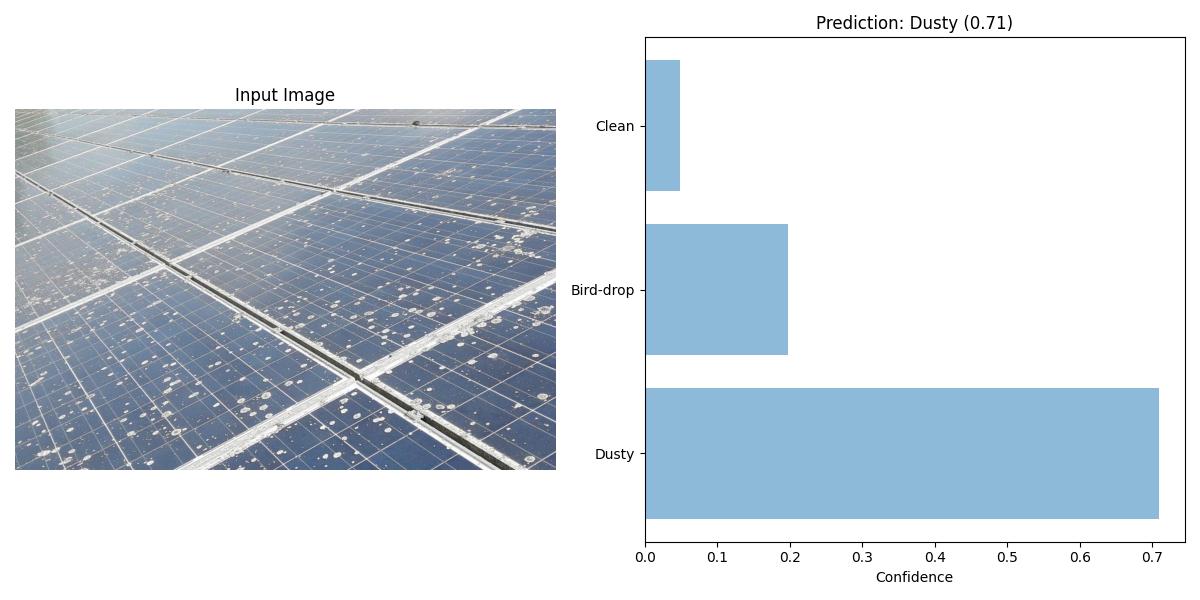 Input Image
Prediction: Dusty (0.71)
Clean
Bird-drop
Dusty
0.0 0.1 0.2 0.3 0.4 0.5 0.6 0.7
Confidence